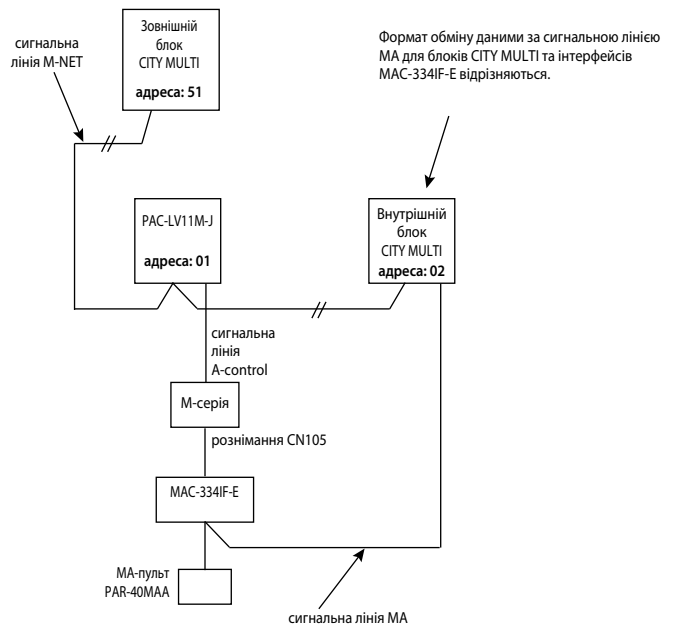 сигнальна
лінія M-NET
Зовнішній
блок
CITY MULTI
адреса: 51
Формат обміну даними за сигнальною лінією
МА для блоків CITY MULTI та інтерфейсів
MAC-334IF-E відрізняються.
PAC-LV11M-J
адреса: 01
Внутрішній
блок
CITY MULTI
адреса: 02
сигнальна
лінія
A-control
М-серія
рознімання CN105
MAC-334IF-E
МА-пульт
PAR-40MAA
сигнальна лінія МА